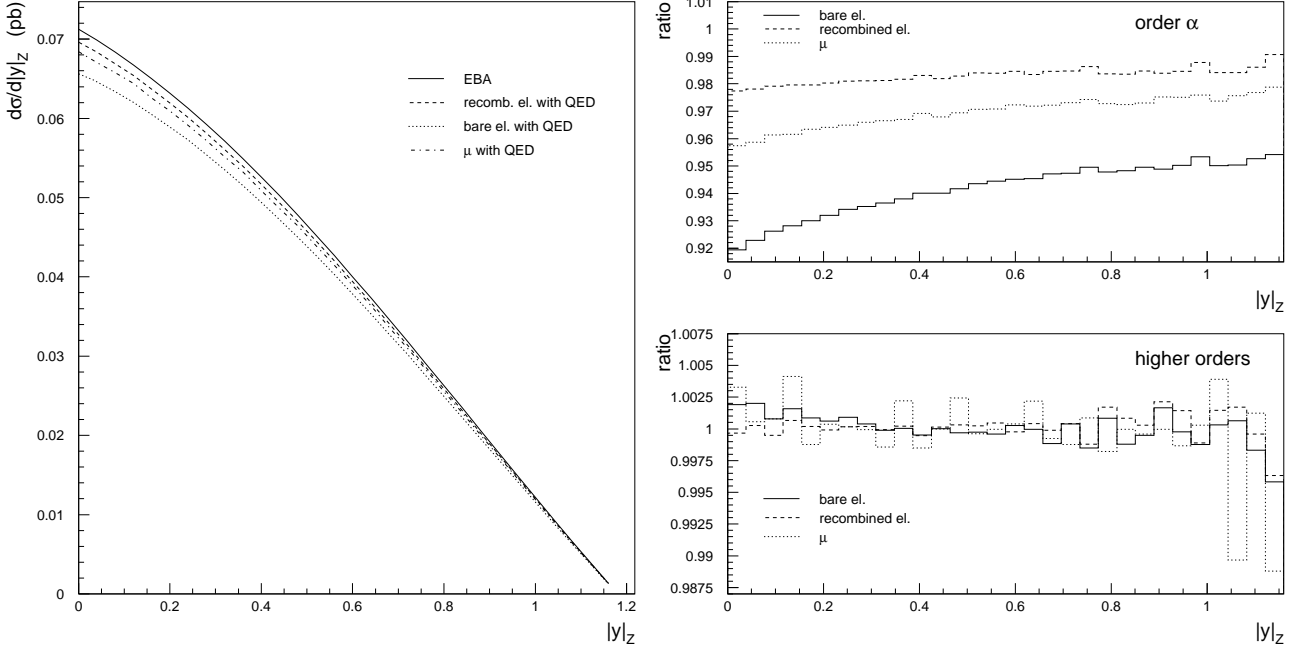 dσ/d|y|Z (pb)
0.07
0.06
0.05
0.04
0.03
0.02
0.01
0
0 0.2 0.4 0.6 0.8 1 1.2
|y|Z
EBA
recomb. el. with QED
bare el. with QED
μ with QED
ratio
1.01
1
0.99
0.98
0.97
0.96
0.95
0.94
0.93
0.92
0 0.2 0.4 0.6 0.8 1
|y|Z
bare el.
recombined el.
μ
order α
ratio
1.0075
1.005
1.0025
1
0.9975
0.995
0.9925
0.99
0.9875
0 0.2 0.4 0.6 0.8 1
|y|Z
higher orders
bare el.
recombined el.
μ